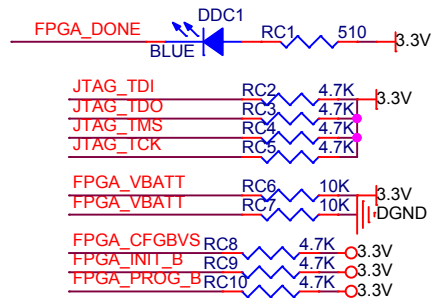 DDC1
FPGA_DONE RC1 510 3.3V
BLUE
JTAG_TDI RC2 4.7K 3.3V
JTAG_TDO RC3 4.7K
JTAG_TMS RC4 4.7K
JTAG_TCK RC5 4.7K
FPGA_VBATT RC6 10K 3.3V
FPGA_VBATT RC7 10K DGND
FPGA_CFGBVS RC8 4.7K 3.3V
FPGA_INIT_B RC9 4.7K 3.3V
FPGA_PROG_B RC10 4.7K 3.3V